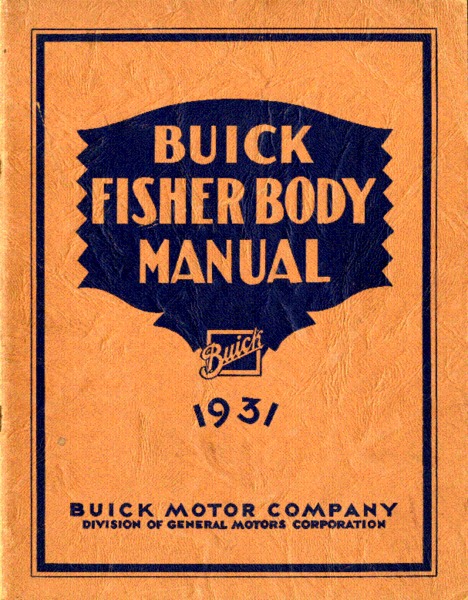 BUICK
FISHER BODY
MANUAL
Buick
1931
BUICK MOTOR COMPANY
DIVISION OF GENERAL MOTORS CORPORATION